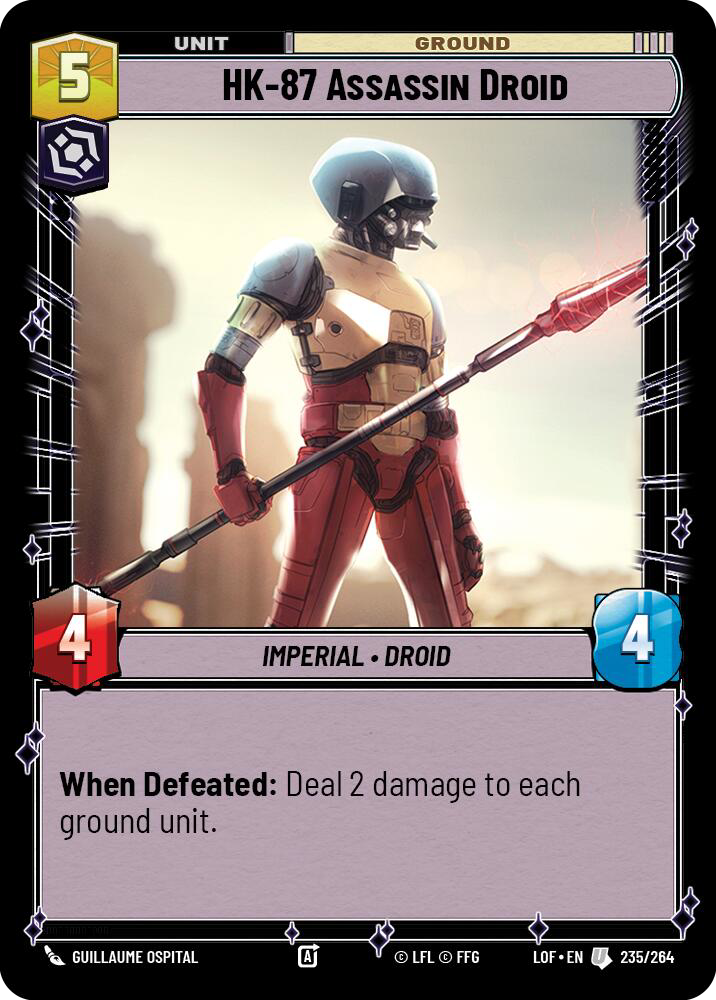 UNIT
GROUND
5
HK-87 ASSASSIN DROID
4
IMPERIAL • DROID
4
When Defeated: Deal 2 damage to each
ground unit.
GUILLAUME OSPITAL
A
© LFL © FFG
LOF • EN
U
235/264